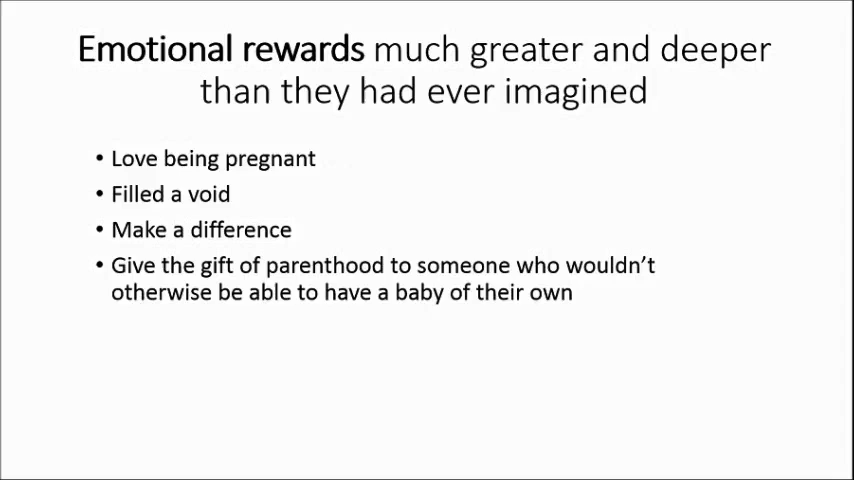 Emotional rewards much greater and deeper
than they had ever imagined
• Love being pregnant
• Filled a void
• Make a difference
• Give the gift of parenthood to someone who wouldn’t
otherwise be able to have a baby of their own